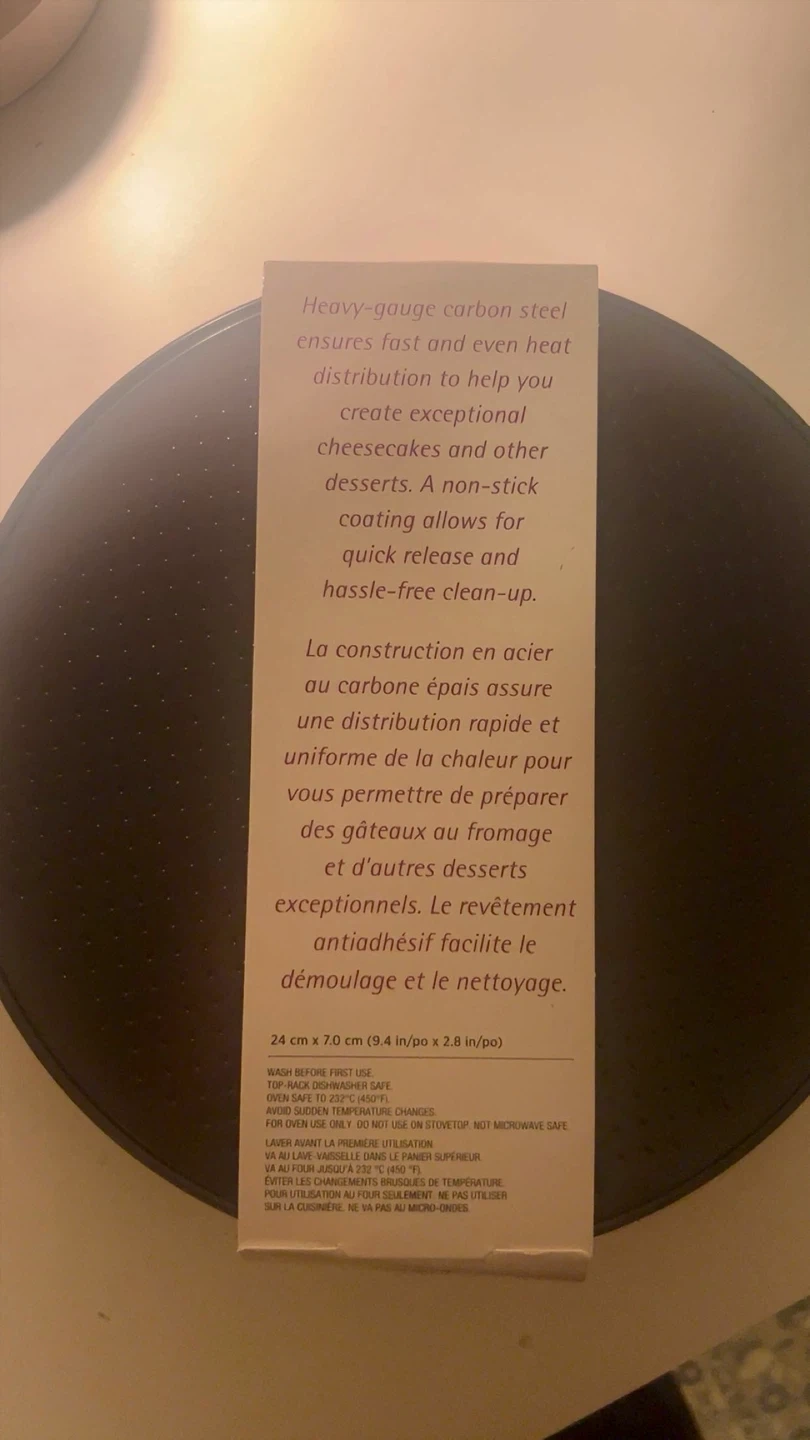 Heavy-gauge carbon steel
ensures fast and even heat
distribution to help you
create exceptional
cheesecakes and other
desserts. A non-stick
coating allows for
quick release and
hassle-free clean-up.
La construction en acier
au carbone épais assure
une distribution rapide et
uniforme de la chaleur pour
vous permettre de préparer
des gâteaux au fromage
et d'autres desserts
exceptionnels. Le revêtement
antiadhésif facilite le
démoulage et le nettoyage.
24 cm x 7.0 cm (9.4 in/po x 2.8 in/po)
WASH BEFORE FIRST USE.
TOP-RACK DISHWASHER SAFE.
OVEN SAFE TO 232°C (450°F).
AVOID SUDDEN TEMPERATURE CHANGES.
FOR OVEN USE ONLY. DO NOT USE ON STOVETOP. NOT MICROWAVE SAFE.
LAVER AVANT LA PREMIÈRE UTILISATION.
VA AU LAVE-VAISSELLE DANS LE PANIER SUPÉRIEUR.
VA AU FOUR JUSQU'À 232 °C (450 °F).
ÉVITER LES CHANGEMENTS BRUSQUES DE TEMPÉRATURE.
POUR UTILISATION AU FOUR SEULEMENT. NE PAS UTILISER
SUR LA CUISINIÈRE. NE VA PAS AU MICRO-ONDES.